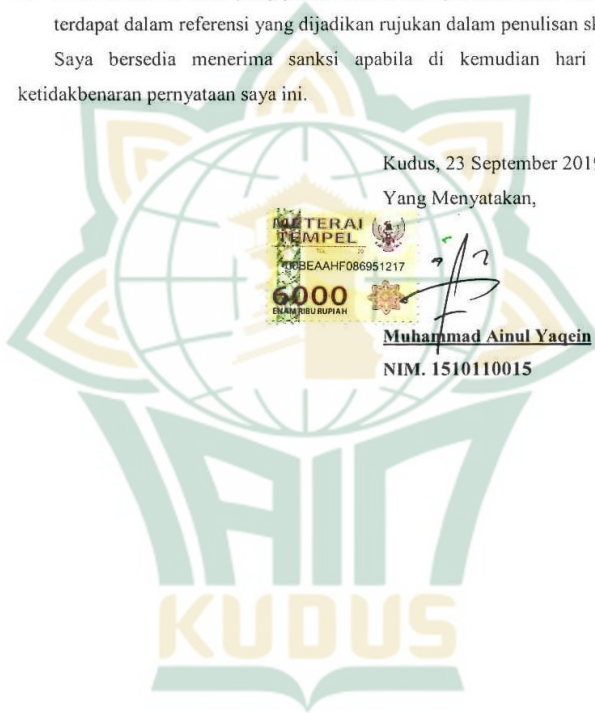 terdapat dalam referensi yang dijadikan rujukan dalam penulisan
Saya bersedia menerima sanksi apabila di kemudian hari
ketidakbenaran pernyataan saya ini.
Kudus, 23 September 2019
Yang Menyatakan,
METERAI
TEMPEL
BEAAHF086951217
6000
ENAM RIBU RUPIAH
Muhammad Ainul Yaqein
NIM. 1510110015
IAIN
KUDUS